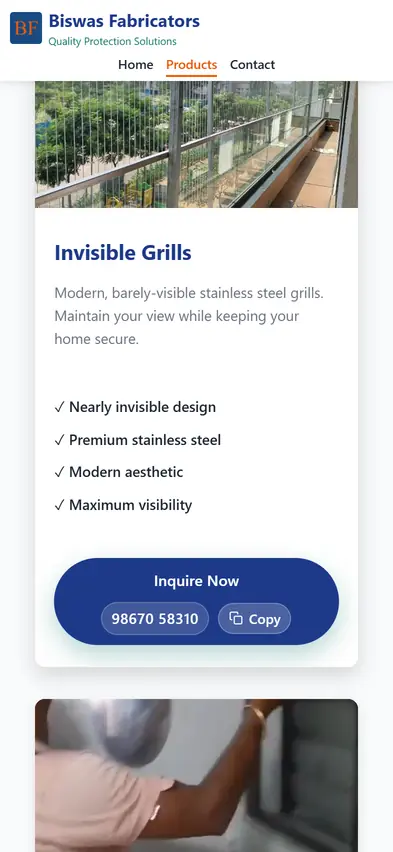 BF
Biswas Fabricators
Quality Protection Solutions
Home Products Contact
Invisible Grills
Modern, barely-visible stainless steel grills.
Maintain your view while keeping your
home secure.
✓ Nearly invisible design
✓ Premium stainless steel
✓ Modern aesthetic
✓ Maximum visibility
Inquire Now
98670 58310 Copy